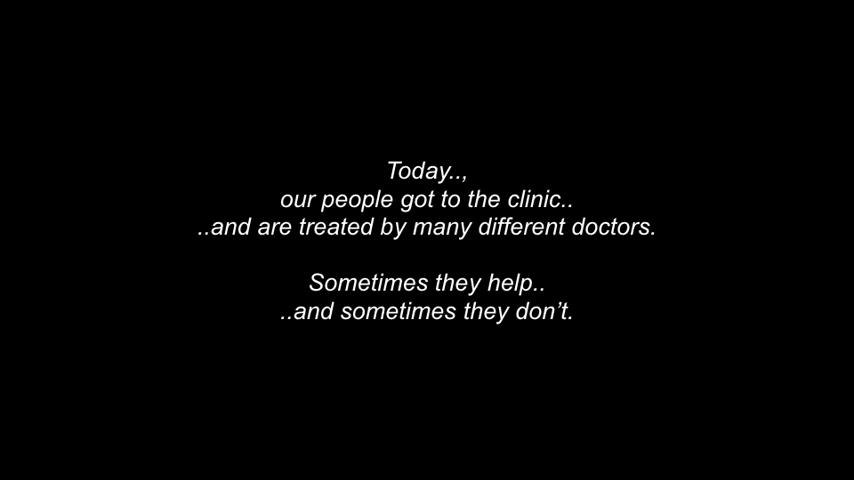 Today..,
our people got to the clinic..
..and are treated by many different doctors.
Sometimes they help..
..and sometimes they don’t.